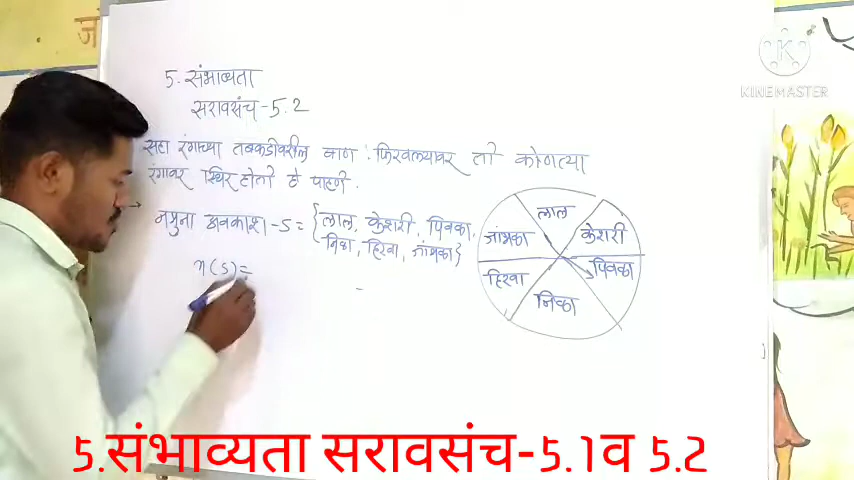 5. संभाव्यता
सरावसंच-5.2
सहा रंगाच्या तबकडीवरील बाण फिरवल्यावर तो कोणत्या
रंगावर स्थिर होतो हे पाहणे.
नमुना अवकाश -S = {लाल, केशरी, पिवळा,
निळा, हिरवा, जांभळा}
n(S)=
लाल
केशरी
पिवळा
निळा
हिरवा
जांभळा
KINEMASTER
5.संभाव्यता सरावसंच-5.1व 5.2